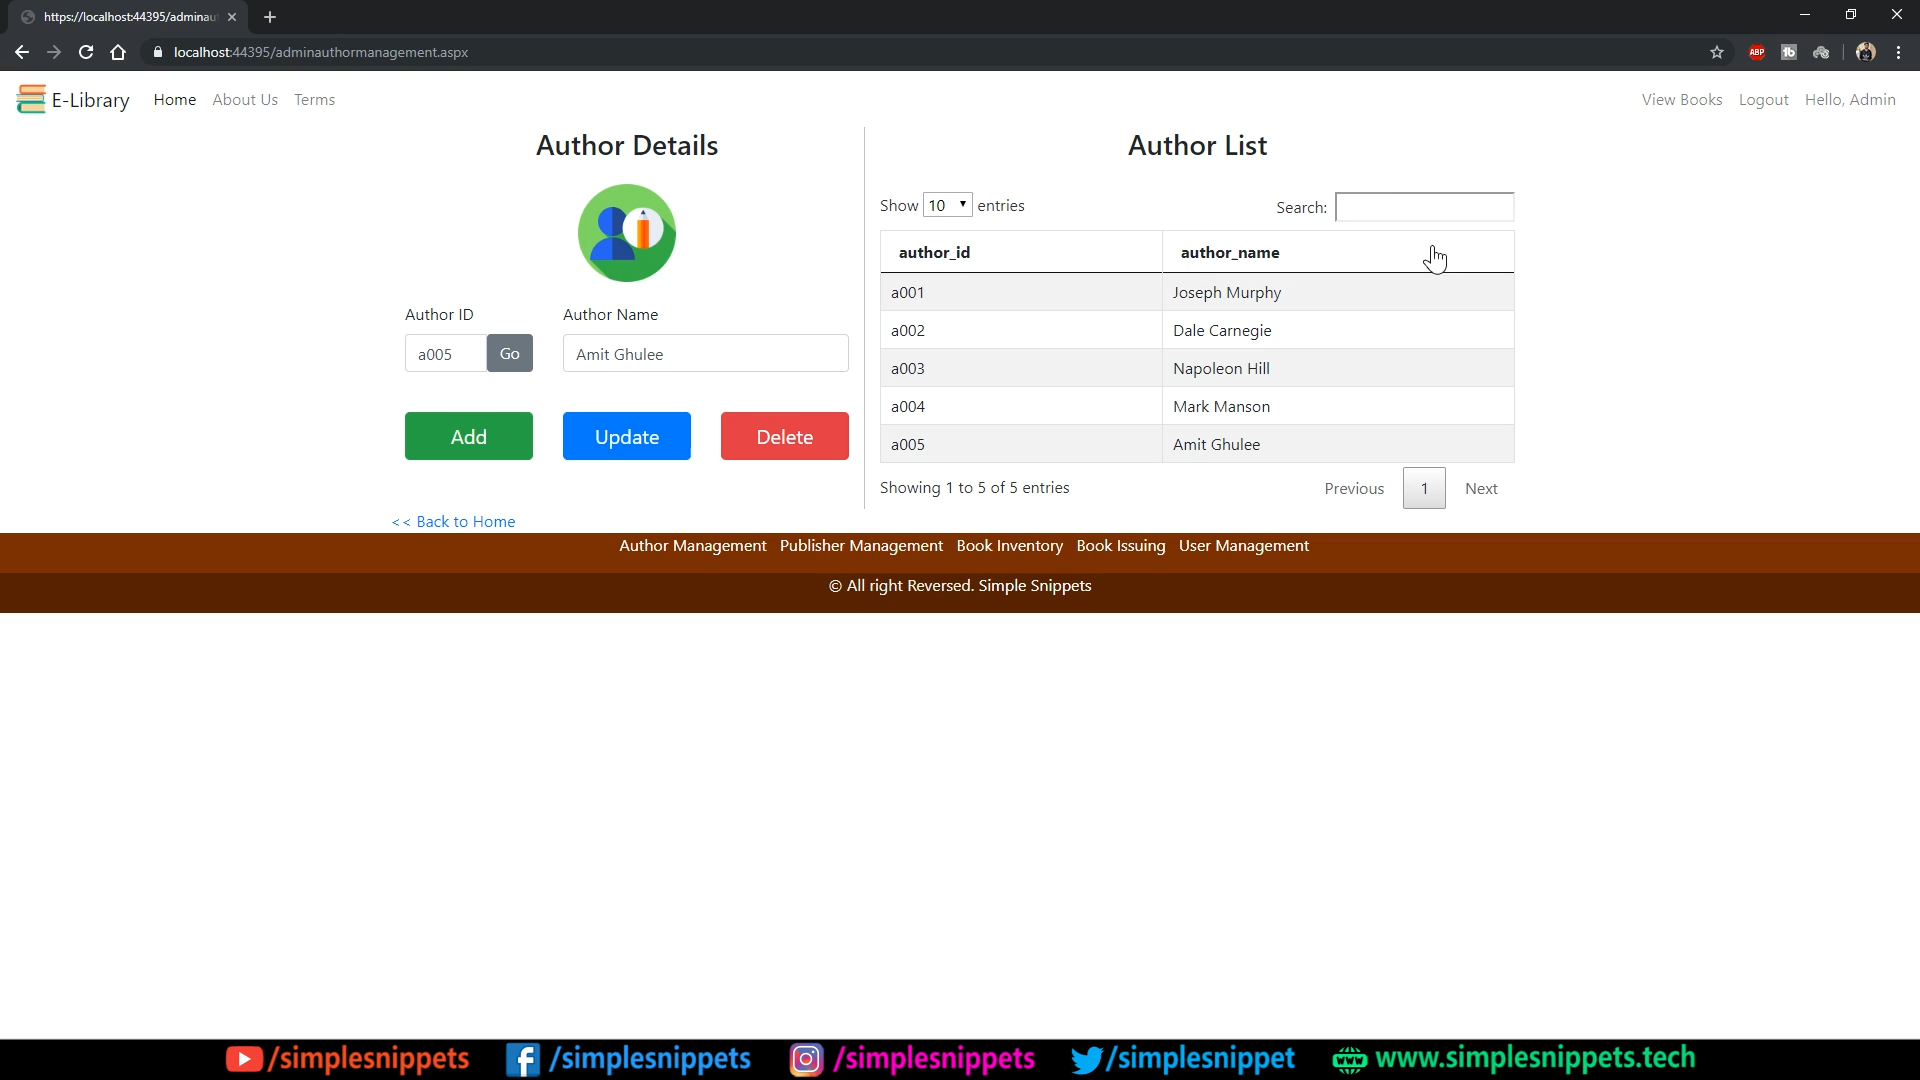 https://localhost:44395/adminau
localhost:44395/adminauthormanagement.aspx
ABP
E-Library Home About Us Terms View Books Logout Hello, Admin
Author Details
Author ID Author Name
a005 Go Amit Ghulee
Add Update Delete
<< Back to Home
Author List
Show 10 entries Search:
author_id author_name
a001 Joseph Murphy
a002 Dale Carnegie
a003 Napoleon Hill
a004 Mark Manson
a005 Amit Ghulee
Showing 1 to 5 of 5 entries Previous 1 Next
Author Management Publisher Management Book Inventory Book Issuing User Management
© All right Reversed. Simple Snippets
/simplesnippets /simplesnippets /simplesnippets /simplesnippet www.simplesnippets.tech